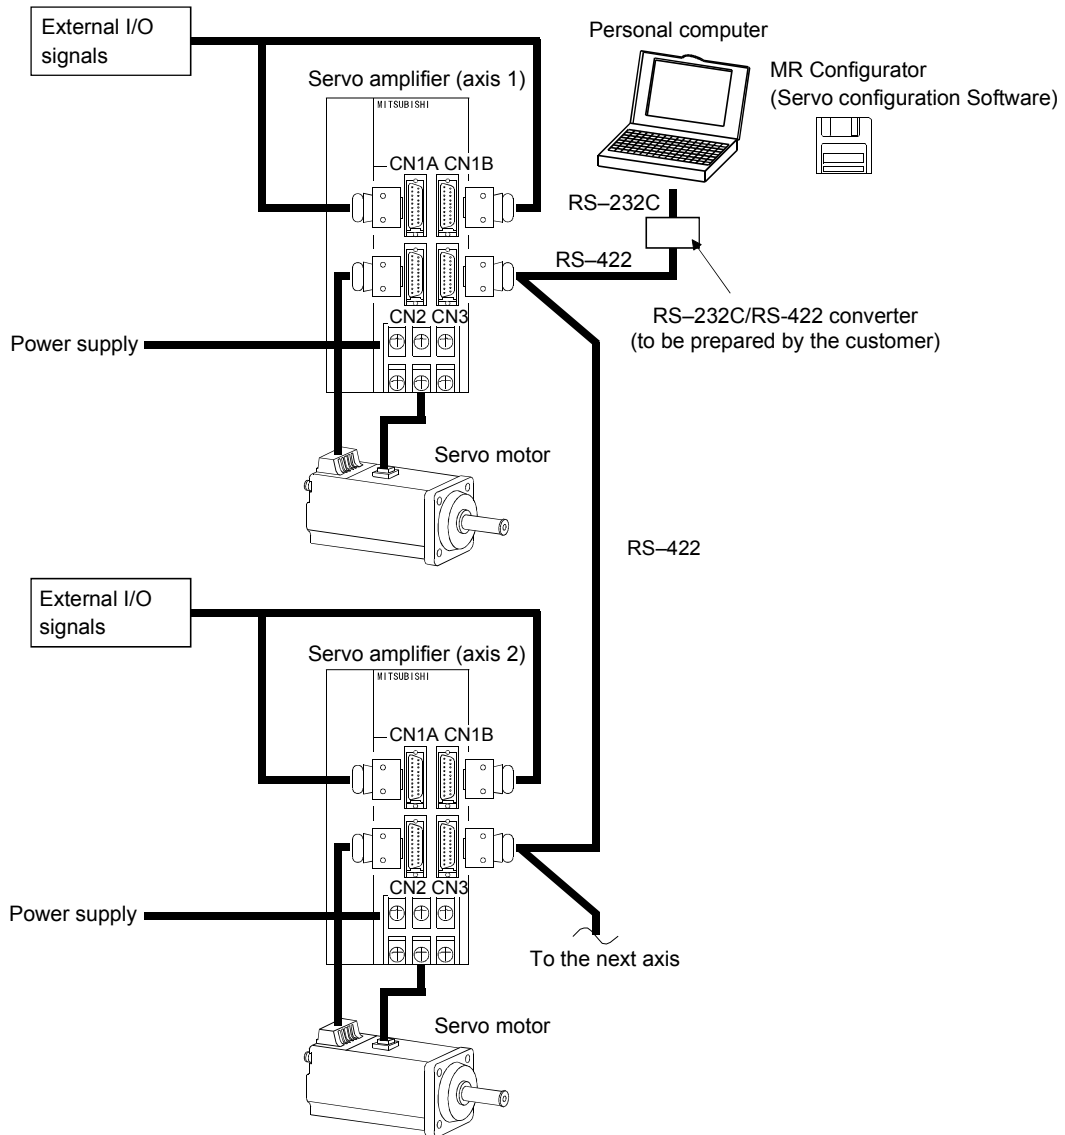 External I/O
signals
Personal computer
MR Configurator
(Servo configuration Software)
Servo amplifier (axis 1)
MITSUBISHI
CN1A CN1B
RS–232C
RS–422
CN2 CN3
RS–232C/RS-422 converter
(to be prepared by the customer)
Power supply
Servo motor
RS–422
External I/O
signals
Servo amplifier (axis 2)
MITSUBISHI
CN1A CN1B
CN2 CN3
Power supply
To the next axis
Servo motor